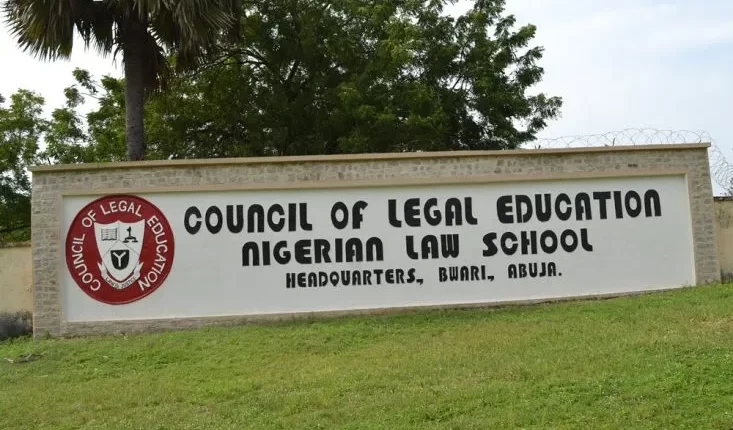 COUNCIL OF LEGAL EDUCATION
COUNCIL OF LEGAL EDUCATION
NIGERIAN LAW SCHOOL
HEADQUARTERS., BWARI., ABUJA.